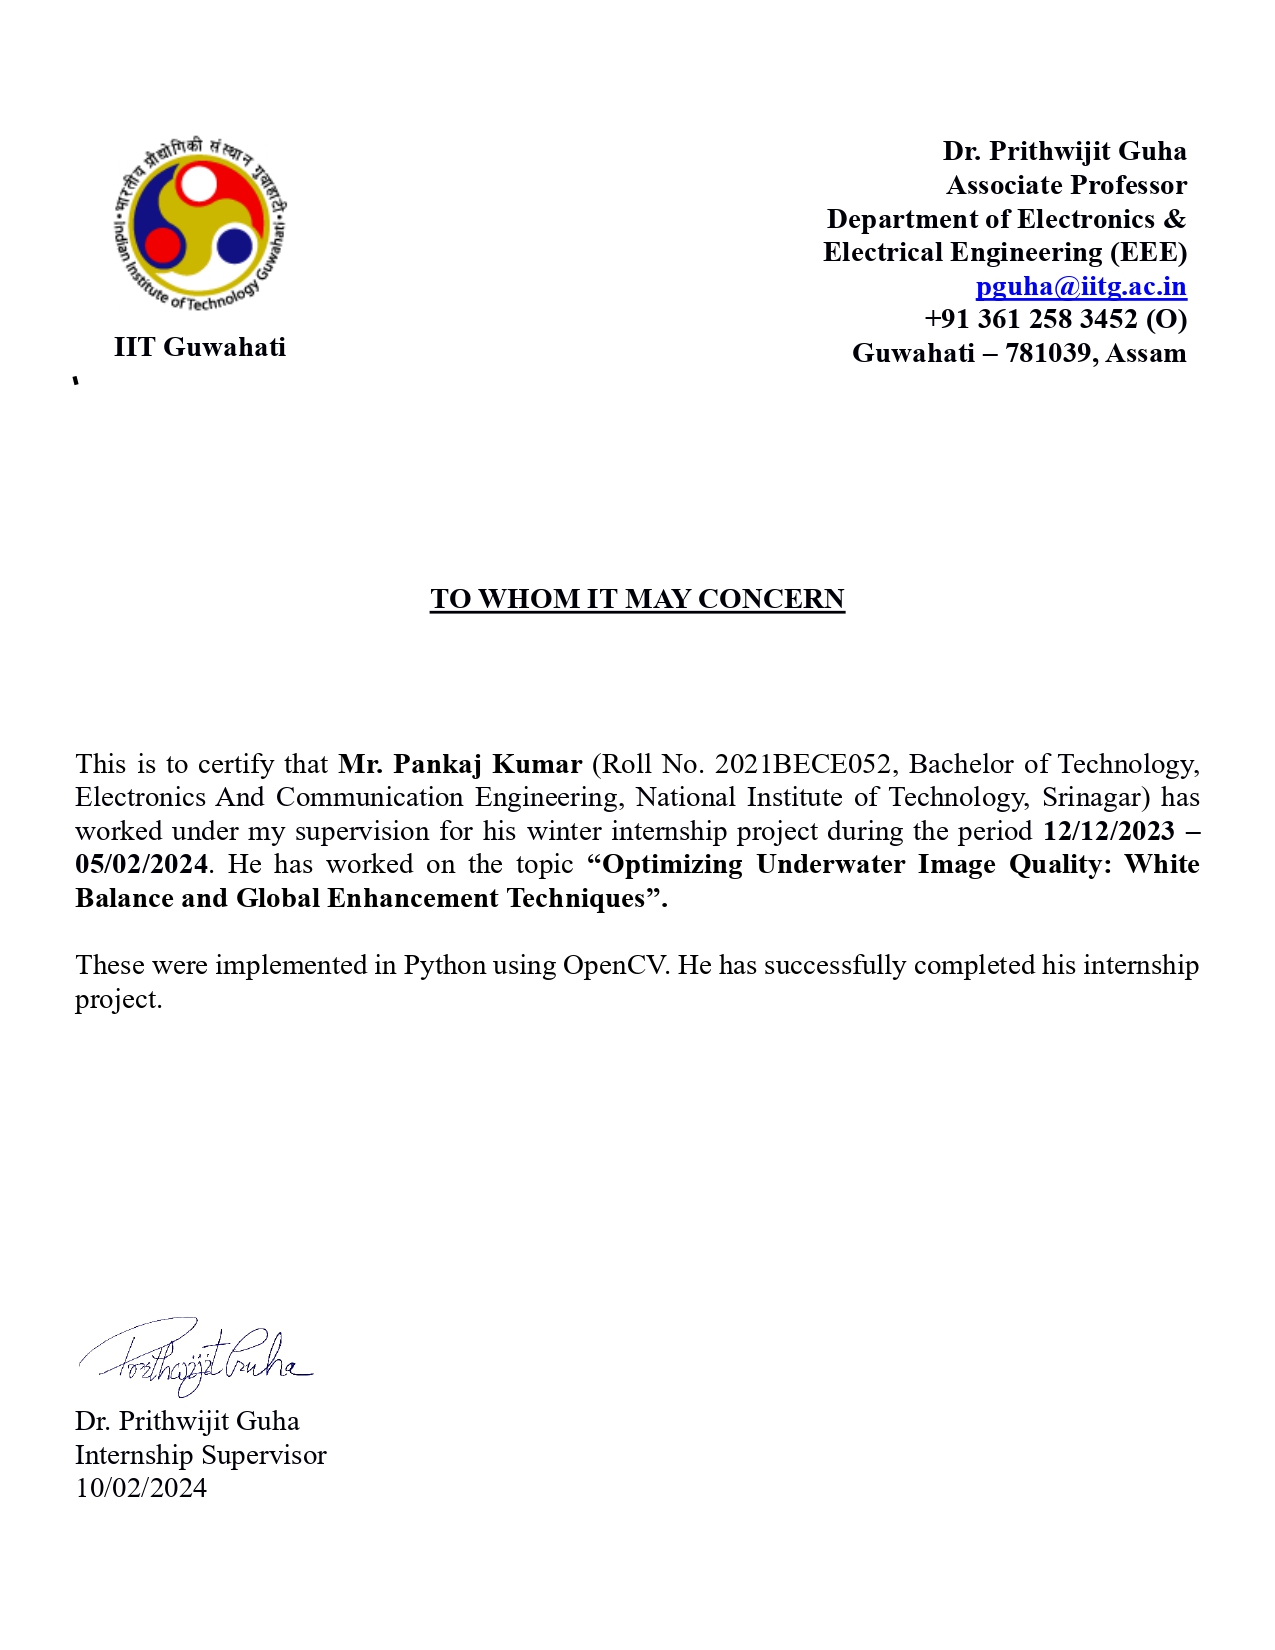 भारतीय प्रौद्योगिकी संस्थान गुवाहाटी
Indian Institute of Technology Guwahati
IIT Guwahati
Dr. Prithwijit Guha
Associate Professor
Department of Electronics &
Electrical Engineering (EEE)
pguha@iitg.ac.in
+91 361 258 3452 (O)
Guwahati – 781039, Assam
TO WHOM IT MAY CONCERN
This is to certify that Mr. Pankaj Kumar (Roll No. 2021BECE052, Bachelor of Technology,
Electronics And Communication Engineering, National Institute of Technology, Srinagar) has
worked under my supervision for his winter internship project during the period 12/12/2023 –
05/02/2024. He has worked on the topic “Optimizing Underwater Image Quality: White
Balance and Global Enhancement Techniques”.
These were implemented in Python using OpenCV. He has successfully completed his internship
project.
Prithwijit Guha
Dr. Prithwijit Guha
Internship Supervisor
10/02/2024